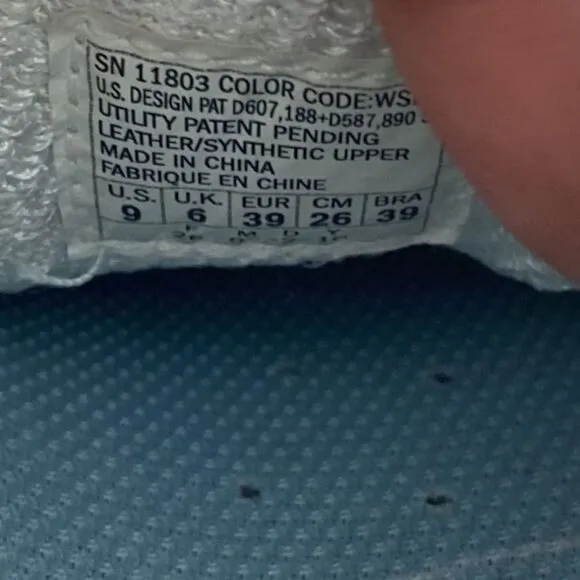 SN 11803 COLOR CODE:WS
U.S. DESIGN PAT D607,188+D587,890
UTILITY PATENT PENDING
LEATHER/SYNTHETIC UPPER
MADE IN CHINA
FABRIQUE EN CHINE
U.S. U.K. EUR CM BRA
9 6 39 26 39